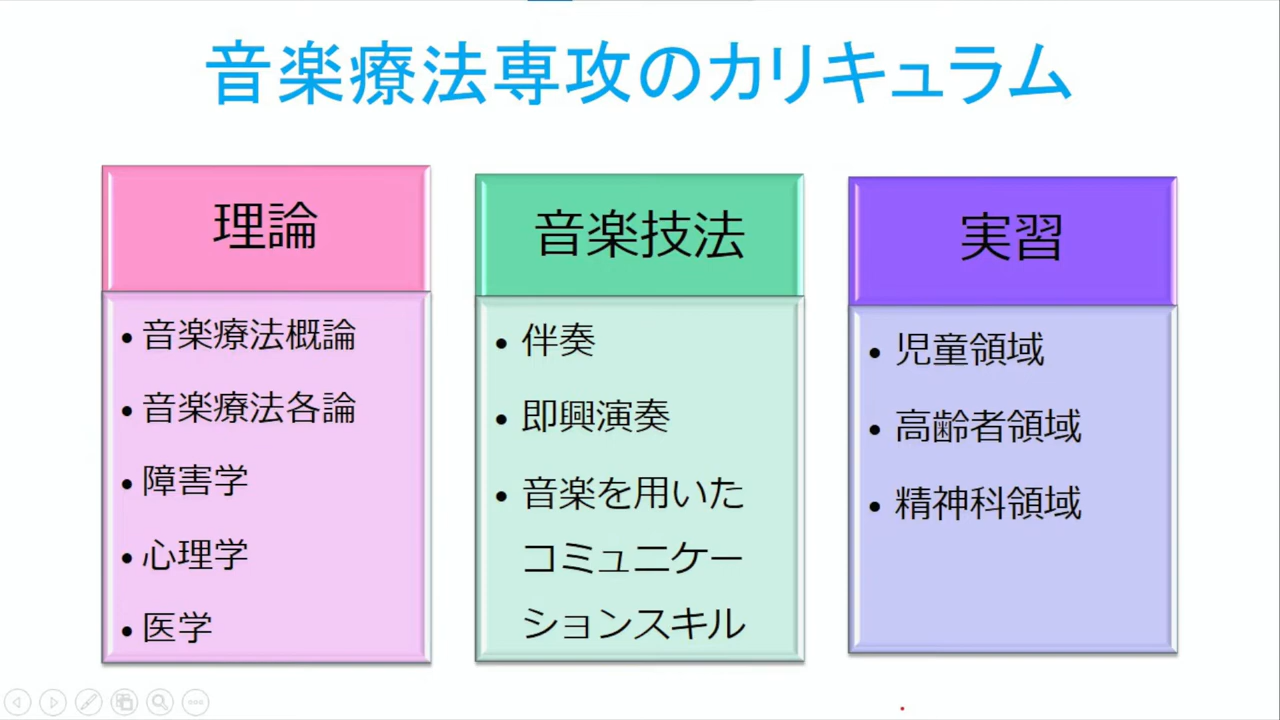 音楽療法専攻のカリキュラム
理論
• 音楽療法概論
• 音楽療法各論
• 障害学
• 心理学
• 医学
音楽技法
• 伴奏
• 即興演奏
• 音楽を用いた
コミュニケー
ションスキル
実習
• 児童領域
• 高齢者領域
• 精神科領域